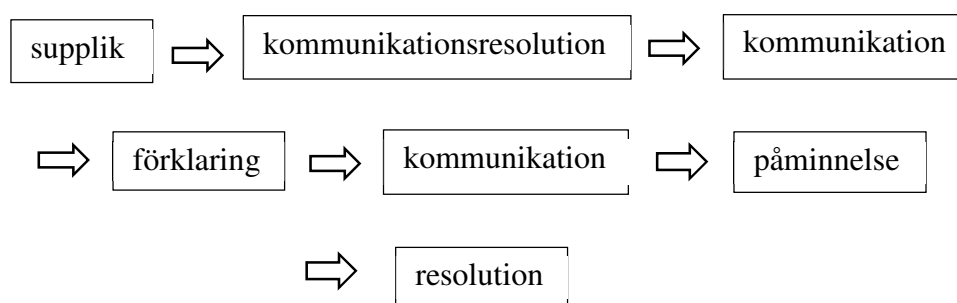 supplik kommunikationsresolution kommunikation
förklaring kommunikation påminnelse
resolution